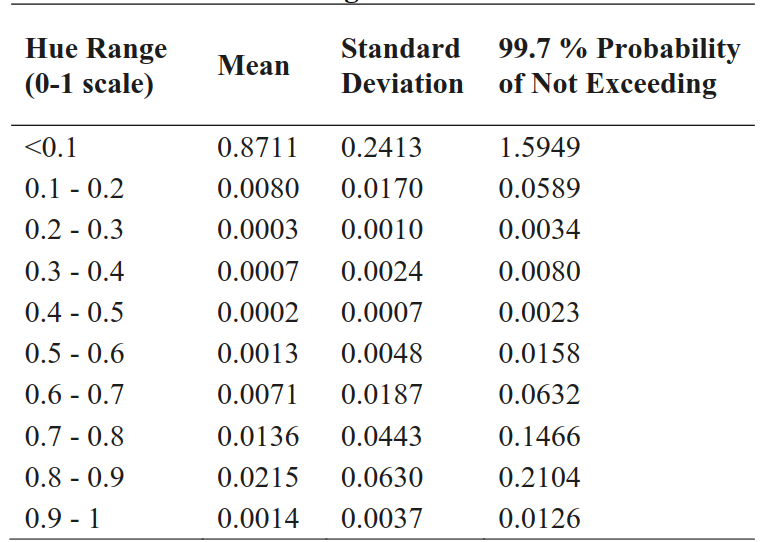 Hue Range (0-1 scale) Mean Standard Deviation 99.7 % Probability of Not Exceeding
<0.1 0.8711 0.2413 1.5949
0.1 - 0.2 0.0080 0.0170 0.0589
0.2 - 0.3 0.0003 0.0010 0.0034
0.3 - 0.4 0.0007 0.0024 0.0080
0.4 - 0.5 0.0002 0.0007 0.0023
0.5 - 0.6 0.0013 0.0048 0.0158
0.6 - 0.7 0.0071 0.0187 0.0632
0.7 - 0.8 0.0136 0.0443 0.1466
0.8 - 0.9 0.0215 0.0630 0.2104
0.9 - 1 0.0014 0.0037 0.0126